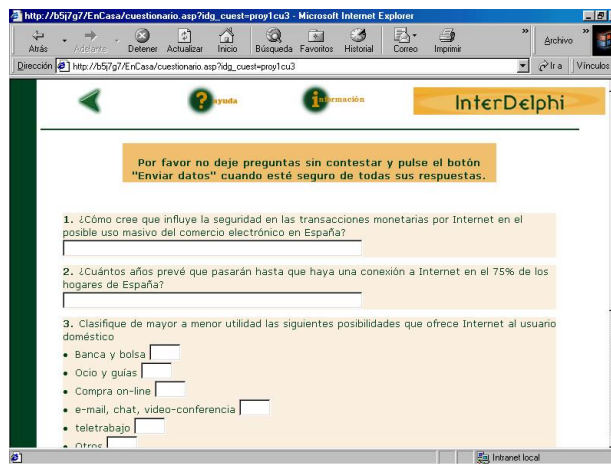 http://b5j7g7/EnCasa/cuestionario.asp?idg_cuest=proy1cu3 - Microsoft Internet Explorer
Atrás Adelante Detener Actualizar Inicio Búsqueda Favoritos Historial Correo Imprimir » Archivo »
Dirección http://b5j7g7/EnCasa/cuestionario.asp?idg_cuest=proy1cu3 Ir a Vínculos
ayuda información InterDelphi
Por favor no deje preguntas sin contestar y pulse el botón
"Enviar datos" cuando esté seguro de todas sus respuestas.
1. ¿Cómo cree que influye la seguridad en las transacciones monetarias por Internet en el
posible uso masivo del comercio electrónico en España?
2. ¿Cuántos años prevé que pasarán hasta que haya una conexión a Internet en el 75% de los
hogares de España?
3. Clasifique de mayor a menor utilidad las siguientes posibilidades que ofrece Internet al usuario
doméstico
• Banca y bolsa
• Ocio y guías
• Compra on-line
• e-mail, chat, video-conferencia
• teletrabajo
• Otros
Intranet local